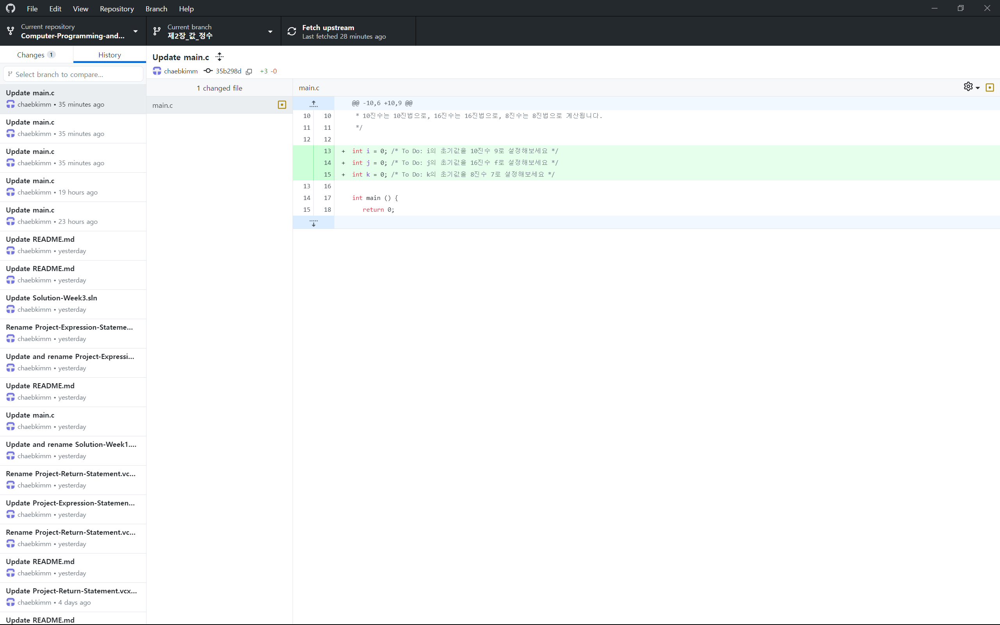 File Edit View Repository Branch Help
Current repository
Computer-Programming-and...
Current branch
제2장_값_정수
Fetch upstream
Last fetched 28 minutes ago
Changes 1
History
Select branch to compare...
Update main.c
chaebkimm • 35 minutes ago
Update main.c
chaebkimm • 35 minutes ago
Update main.c
chaebkimm • 35 minutes ago
Update main.c
chaebkimm • 19 hours ago
Update main.c
chaebkimm • 23 hours ago
Update README.md
chaebkimm • yesterday
Update README.md
chaebkimm • yesterday
Update Solution-Week3.sln
chaebkimm • yesterday
Rename Project-Expression-Stateme...
chaebkimm • yesterday
Update and rename Project-Expressi...
chaebkimm • yesterday
Update README.md
chaebkimm • yesterday
Update main.c
chaebkimm • yesterday
Update and rename Solution-Week1....
chaebkimm • yesterday
Rename Project-Return-Statement.vc...
chaebkimm • yesterday
Update Project-Expression-Statemen...
chaebkimm • yesterday
Rename Project-Return-Statement.vc...
chaebkimm • yesterday
Update README.md
chaebkimm • yesterday
Update Project-Return-Statement.vcx...
chaebkimm • 4 days ago
Update README.md
Update main.c
chaebkimm 35b298d +3 -0
1 changed file
main.c
main.c
@@ -10,6 +10,9 @@
10 10 * 10진수는 10진법으로, 16진수는 16진법으로, 8진수는 8진법으로 계산됩니다.
11 11 */
12 12
13 + int i = 0; /* To Do: i의 초기값을 10진수 9로 설정해보세요 */
14 + int j = 0; /* To Do: j의 초기값을 16진수 f로 설정해보세요 */
15 + int k = 0; /* To Do: k의 초기값을 8진수 7로 설정해보세요 */
13 16
14 17 int main () {
15 18 return 0;